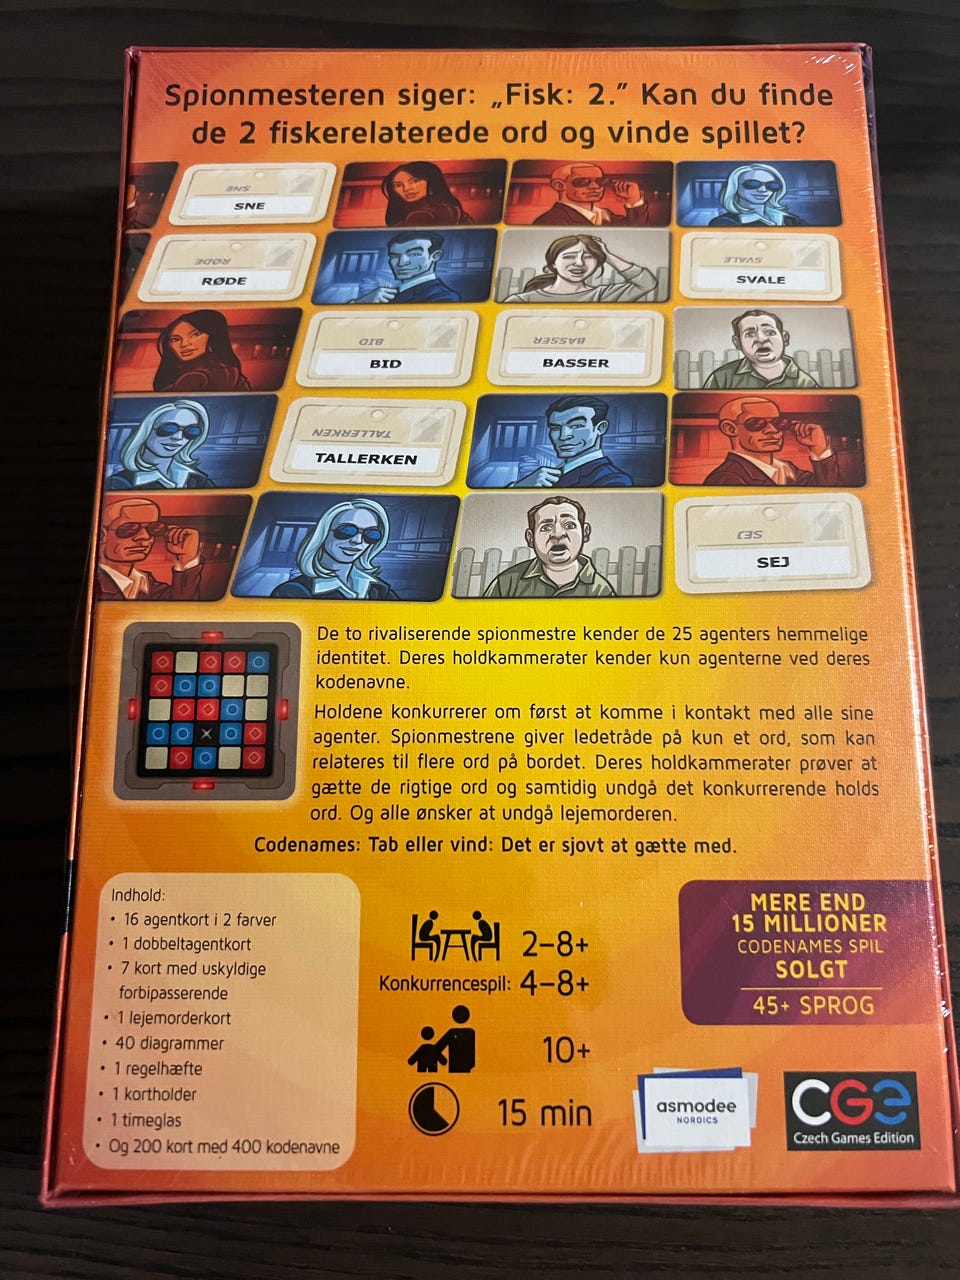 Spionmesteren siger: „Fisk: 2.” Kan du finde
de 2 fiskerelaterede ord og vinde spillet?
SNE
SNE
RØDE
RØDE
SVALE
SVALE
BID
BID
BASSER
BASSER
TALLERKEN
TALLERKEN
SEJ
SEJ
De to rivaliserende spionmestre kender de 25 agenters hemmelige
identitet. Deres holdkammerater kender kun agenterne ved deres
kodenavne.
Holdene konkurrerer om først at komme i kontakt med alle sine
agenter. Spionmestrene giver ledetråde på kun et ord, som kan
relateres til flere ord på bordet. Deres holdkammerater prøver at
gætte de rigtige ord og samtidig undgå det konkurrerende holds
ord. Og alle ønsker at undgå lejemorderen.
Codenames: Tab eller vind: Det er sjovt at gætte med.
Indhold:
• 16 agentkort i 2 farver
• 1 dobbeltagentkort
• 7 kort med uskyldige
forbipasserende
• 1 lejemorderkort
• 40 diagrammer
• 1 regelhæfte
• 1 kortholder
• 1 timeglas
• Og 200 kort med 400 kodenavne
2–8+
Konkurrencespil: 4–8+
10+
15 min
MERE END
15 MILLIONER
CODENAMES SPIL
SOLGT
45+ SPROG
asmodee
NORDICS
CGE
Czech Games Edition